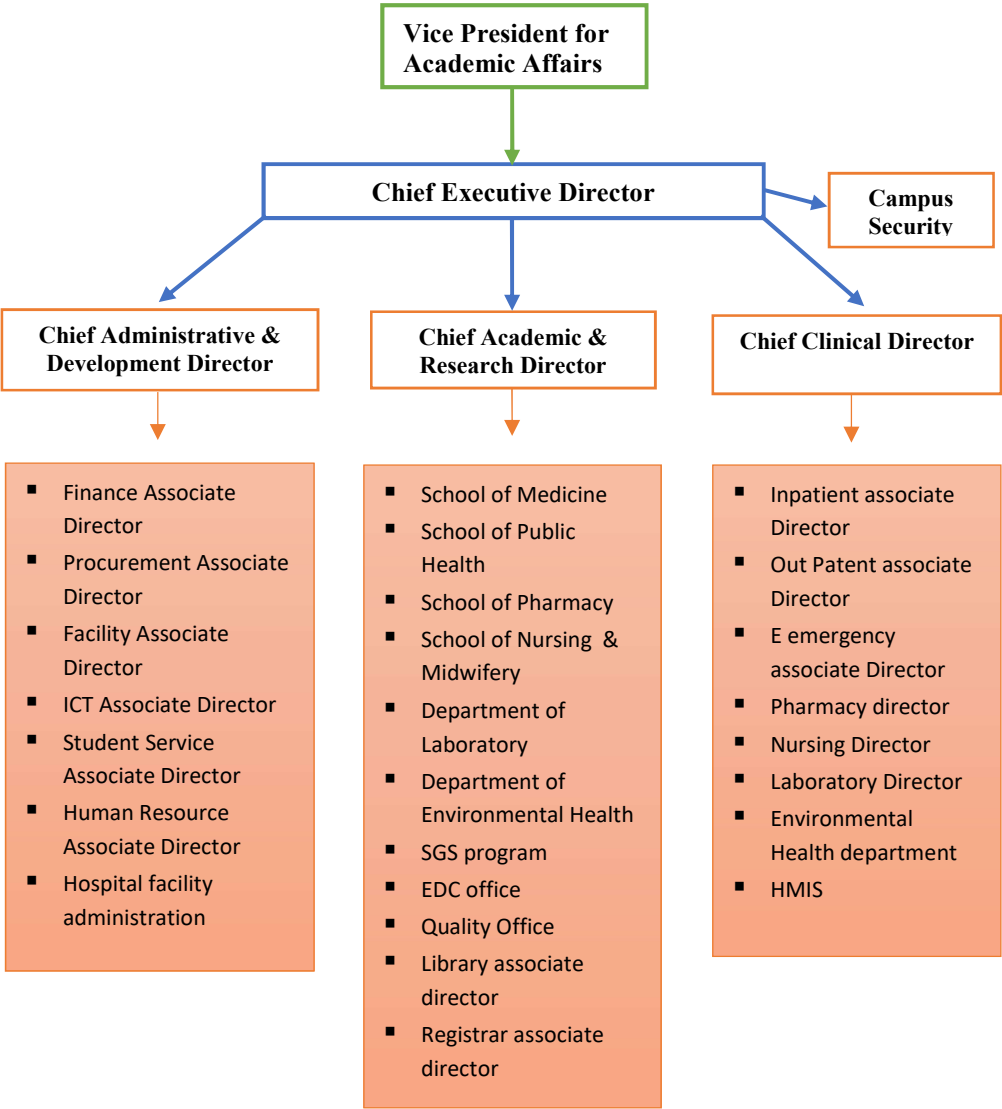 Vice President for
Academic Affairs
Chief Executive Director
Campus
Security
Chief Administrative &
Development Director
Chief Academic &
Research Director
Chief Clinical Director
▪ Finance Associate
Director
▪ Procurement Associate
Director
▪ Facility Associate
Director
▪ ICT Associate Director
▪ Student Service
Associate Director
▪ Human Resource
Associate Director
▪ Hospital facility
administration
▪ School of Medicine
▪ School of Public
Health
▪ School of Pharmacy
▪ School of Nursing &
Midwifery
▪ Department of
Laboratory
▪ Department of
Environmental Health
▪ SGS program
▪ EDC office
▪ Quality Office
▪ Library associate
director
▪ Registrar associate
director
▪ Inpatient associate
Director
▪ Out Patent associate
Director
▪ E emergency
associate Director
▪ Pharmacy director
▪ Nursing Director
▪ Laboratory Director
▪ Environmental
Health department
▪ HMIS